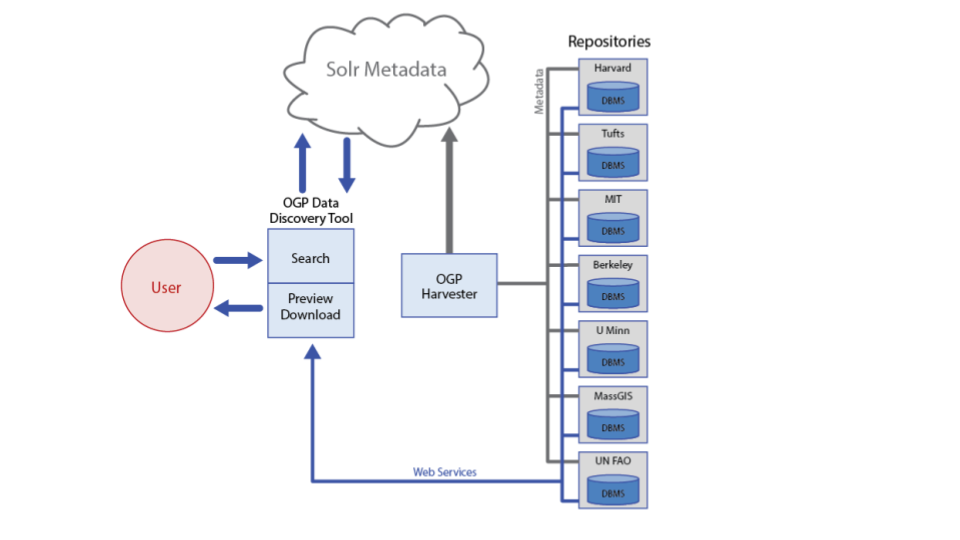 Solr Metadata
Repositories
Metadata
Harvard
DBMS
Tufts
DBMS
MIT
DBMS
Berkeley
DBMS
U Minn
DBMS
MassGIS
DBMS
UN FAO
DBMS
OGP Data
Discovery Tool
Search
Preview
Download
User
OGP
Harvester
Web Services